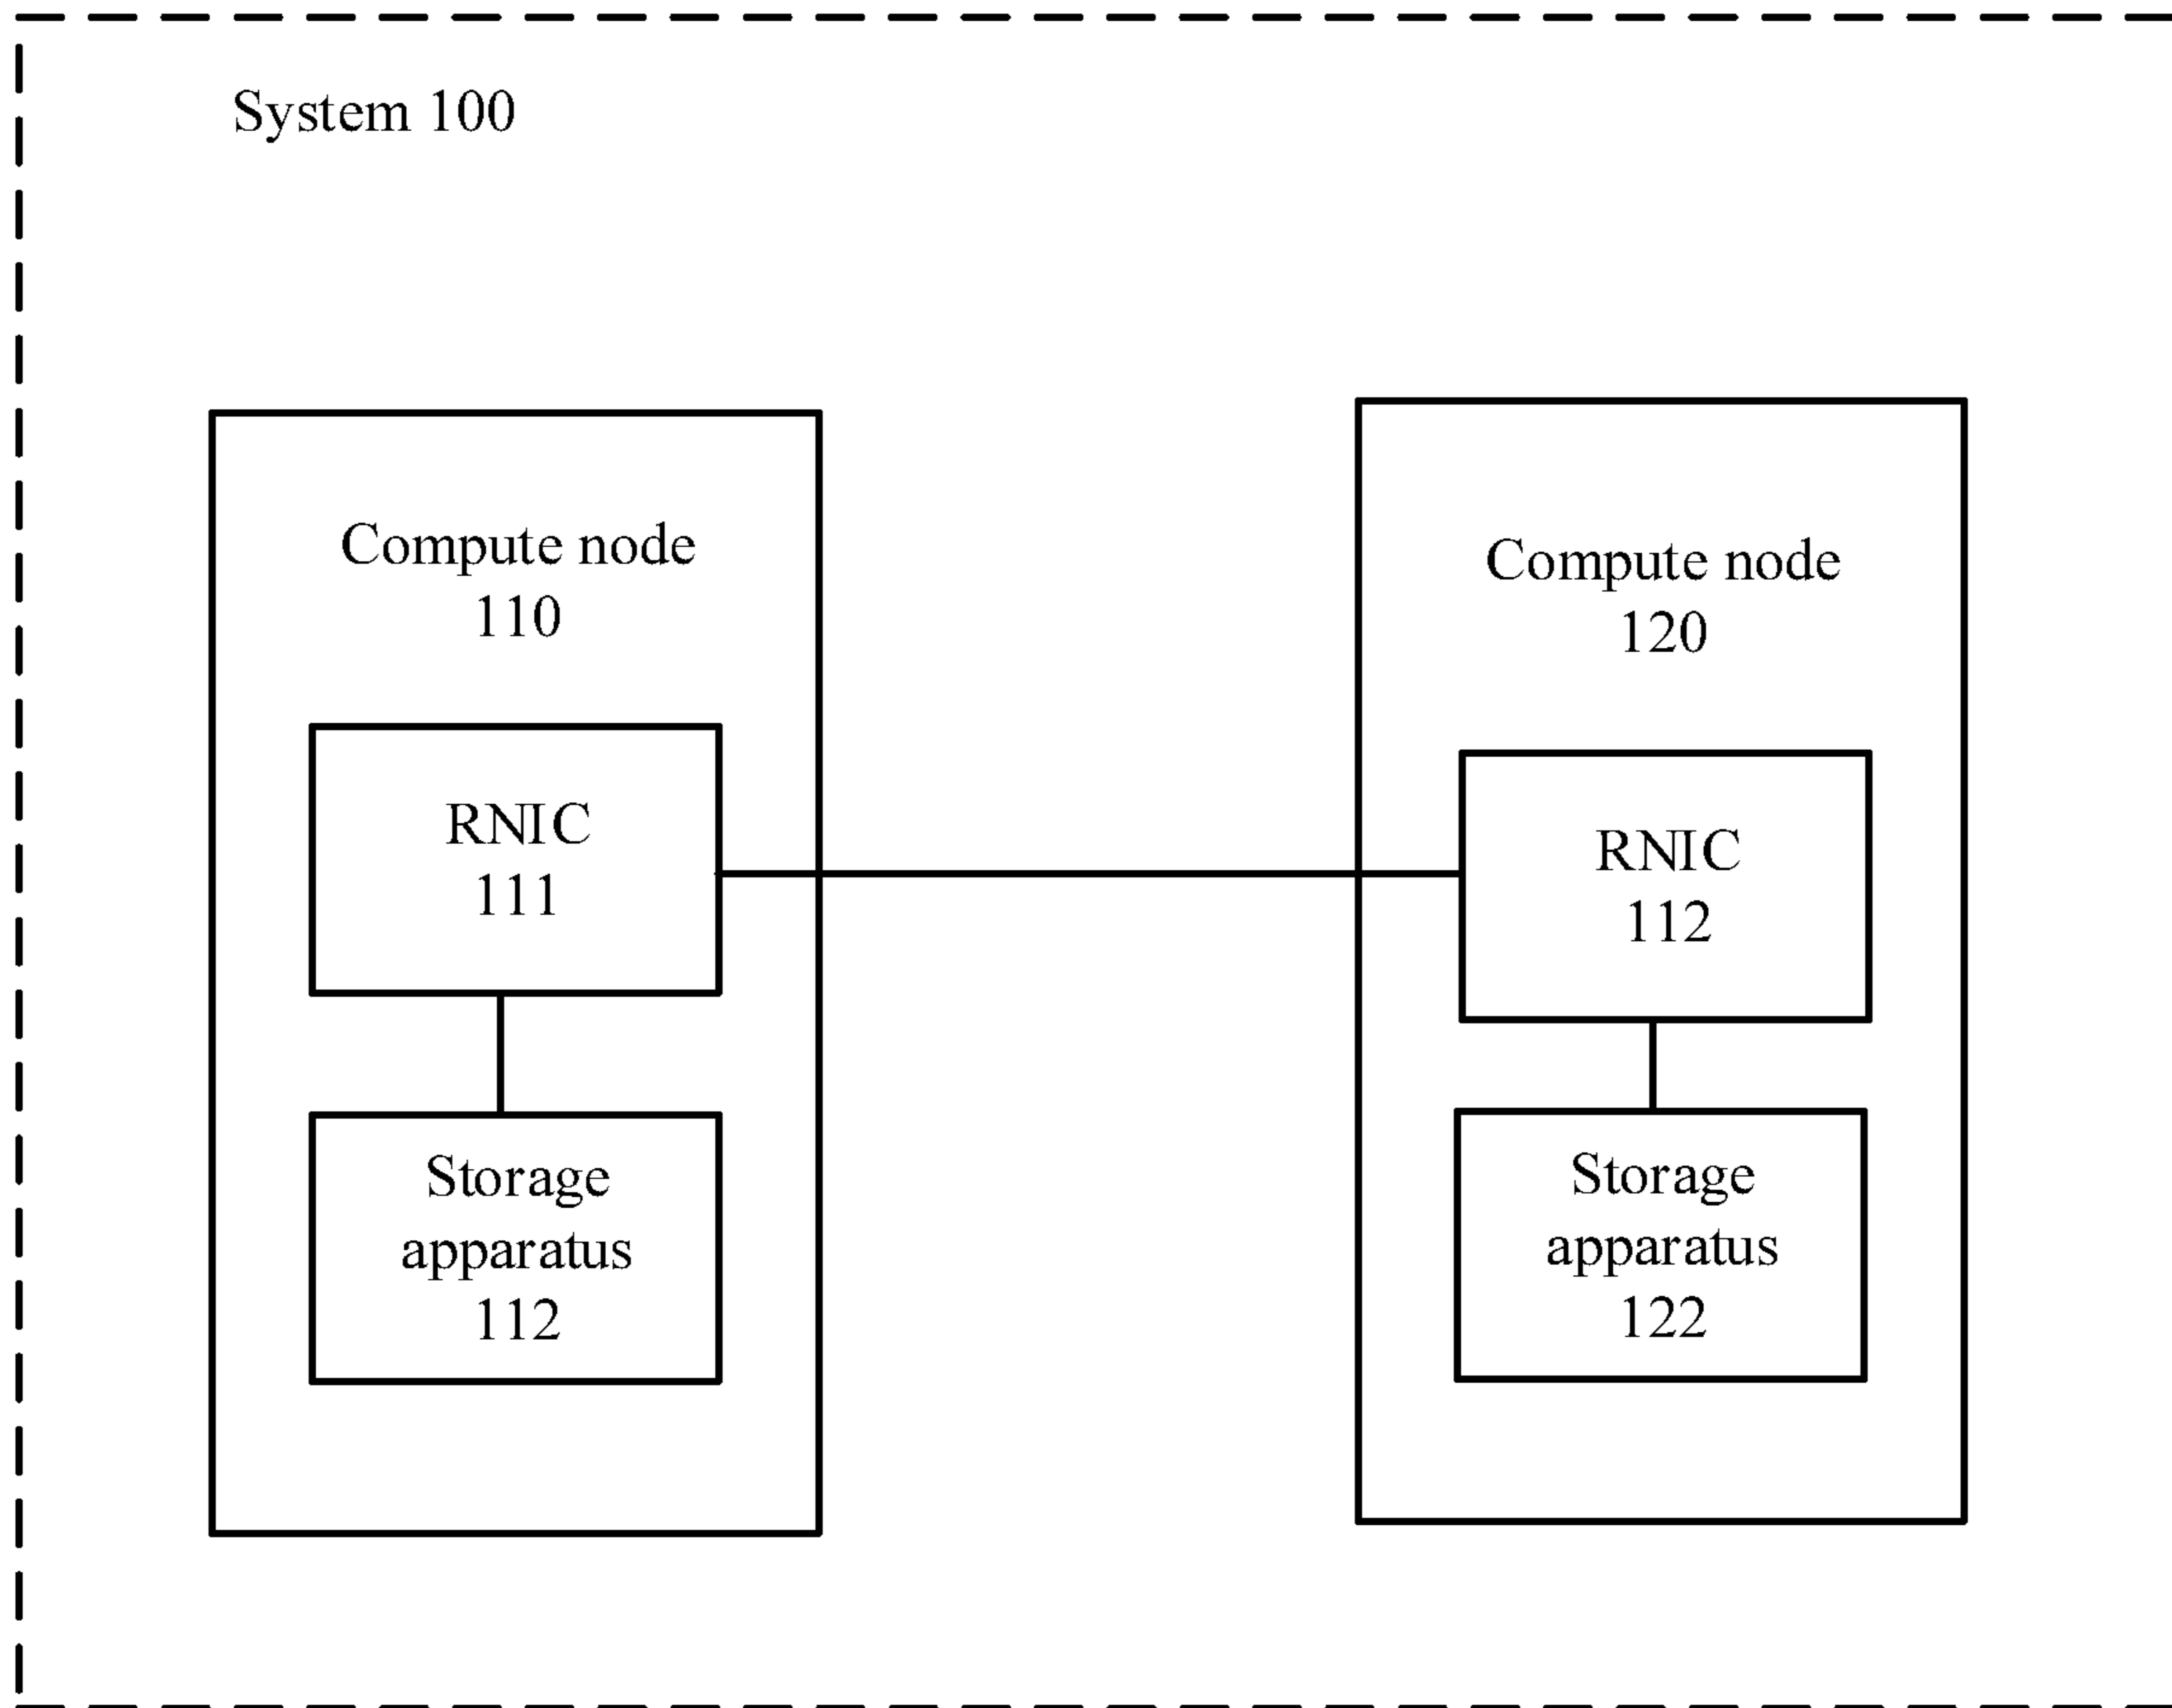 System 100
Compute node
110
RNIC
111
Storage
apparatus
112
Compute node
120
RNIC
112
Storage
apparatus
122